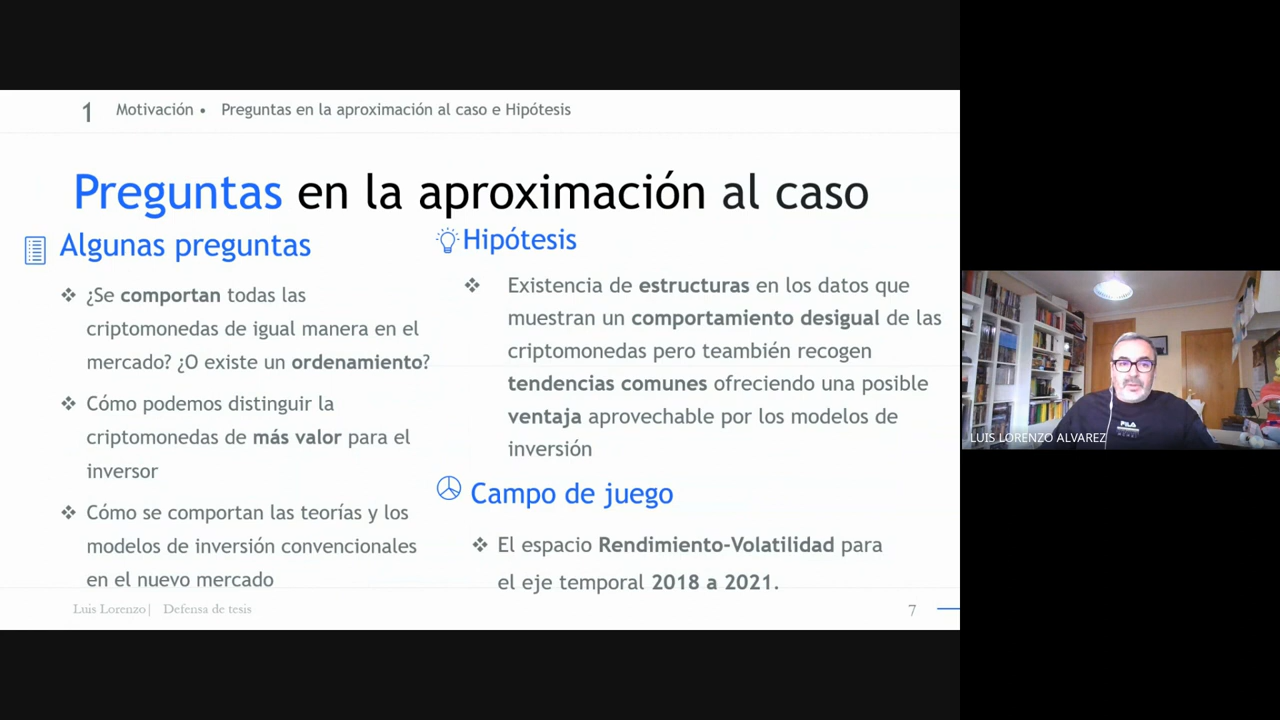 1 Motivación • Preguntas en la aproximación al caso e Hipótesis
Preguntas en la aproximación al caso
Algunas preguntas
❖ ¿Se comportan todas las
criptomonedas de igual manera en el
mercado? ¿O existe un ordenamiento?
❖ Cómo podemos distinguir la
criptomonedas de más valor para el
inversor
❖ Cómo se comportan las teorías y los
modelos de inversión convencionales
en el nuevo mercado
Hipótesis
❖ Existencia de estructuras en los datos que
muestran un comportamiento desigual de las
criptomonedas pero teambién recogen
tendencias comunes ofreciendo una posible
ventaja aprovechable por los modelos de
inversión
Campo de juego
❖ El espacio Rendimiento-Volatilidad para
el eje temporal 2018 a 2021.
Luis Lorenzo| Defensa de tesis
7
FILA
LUIS LORENZO ALVAREZ